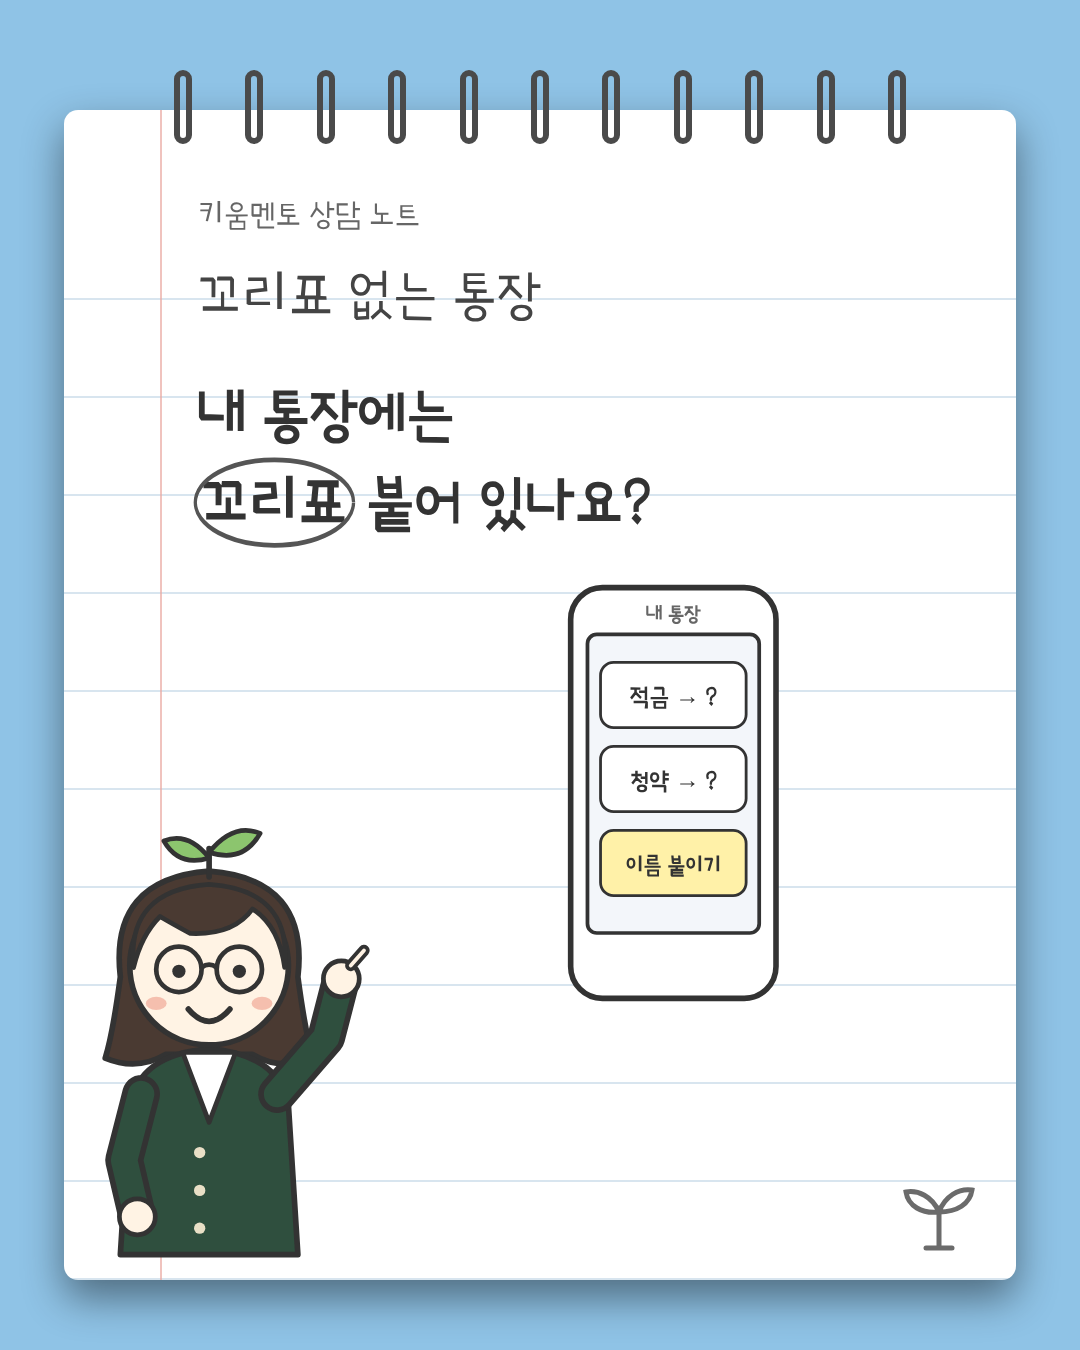 키움멘토 상담 노트
꼬리표 없는 통장
내 통장에는
꼬리표 붙어 있나요?
내 통장
적금 → ?
청약 → ?
이름 붙이기